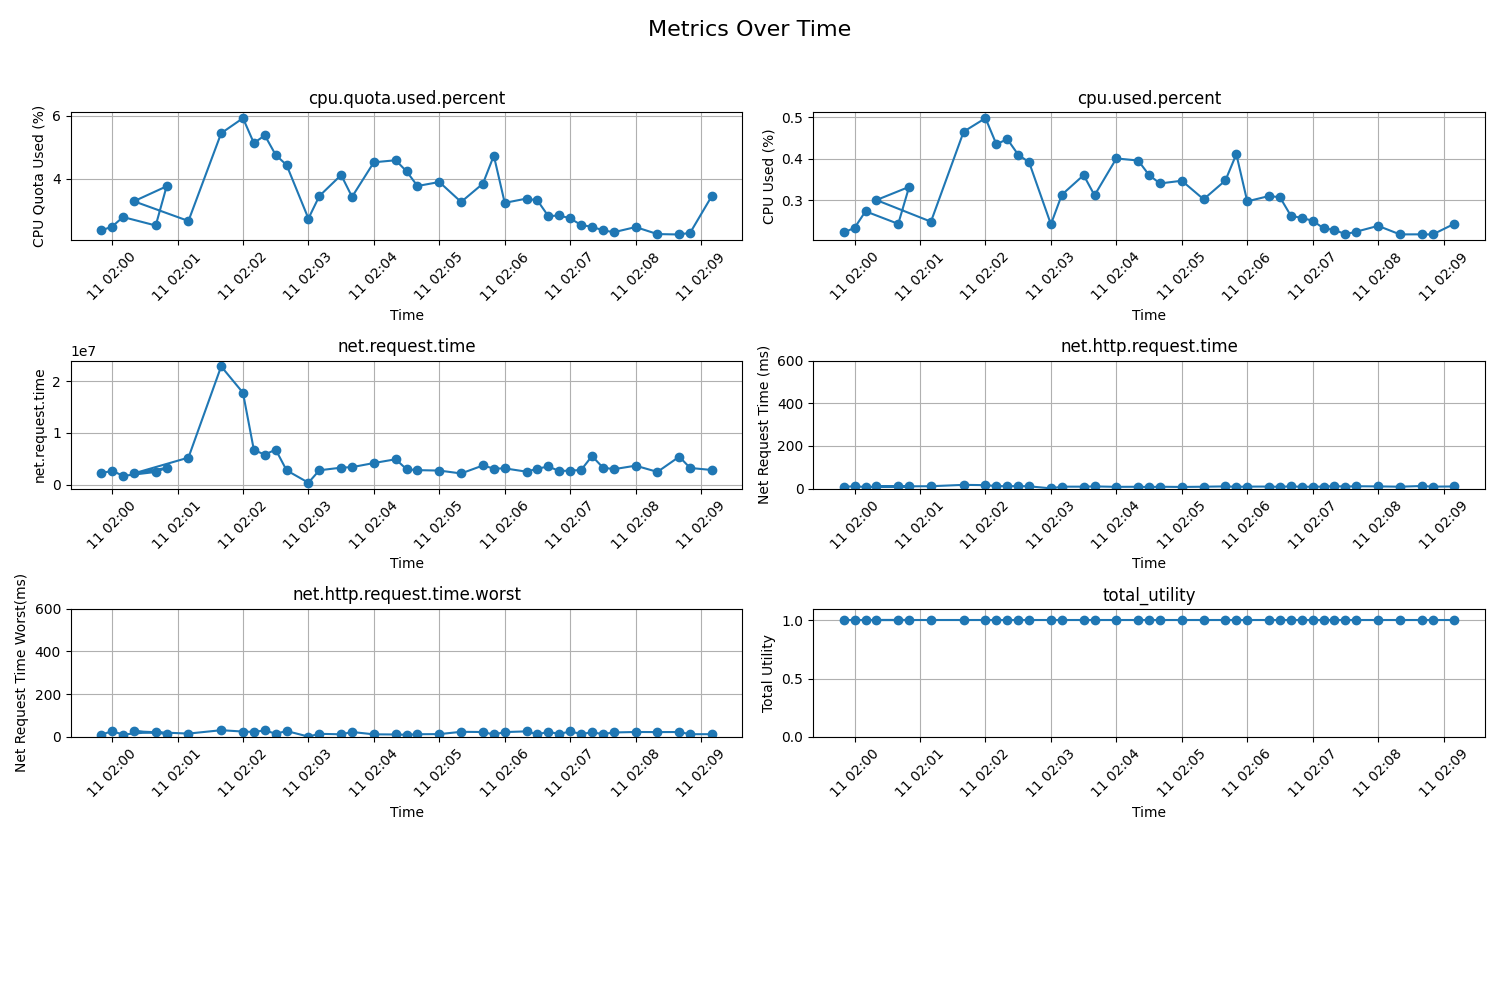 Metrics Over Time
cpu.quota.used.percent
CPU Quota Used (%)
6
4
11 02:00 11 02:01 11 02:02 11 02:03 11 02:04 11 02:05 11 02:06 11 02:07 11 02:08 11 02:09
Time
cpu.used.percent
CPU Used (%)
0.5
0.4
0.3
11 02:00 11 02:01 11 02:02 11 02:03 11 02:04 11 02:05 11 02:06 11 02:07 11 02:08 11 02:09
Time
net.request.time
1e7
net.request.time
2
1
0
11 02:00 11 02:01 11 02:02 11 02:03 11 02:04 11 02:05 11 02:06 11 02:07 11 02:08 11 02:09
Time
net.http.request.time
Net Request Time (ms)
600
400
200
0
11 02:00 11 02:01 11 02:02 11 02:03 11 02:04 11 02:05 11 02:06 11 02:07 11 02:08 11 02:09
Time
net.http.request.time.worst
Net Request Time Worst(ms)
600
400
200
0
11 02:00 11 02:01 11 02:02 11 02:03 11 02:04 11 02:05 11 02:06 11 02:07 11 02:08 11 02:09
Time
total_utility
Total Utility
1.0
0.5
0.0
11 02:00 11 02:01 11 02:02 11 02:03 11 02:04 11 02:05 11 02:06 11 02:07 11 02:08 11 02:09
Time